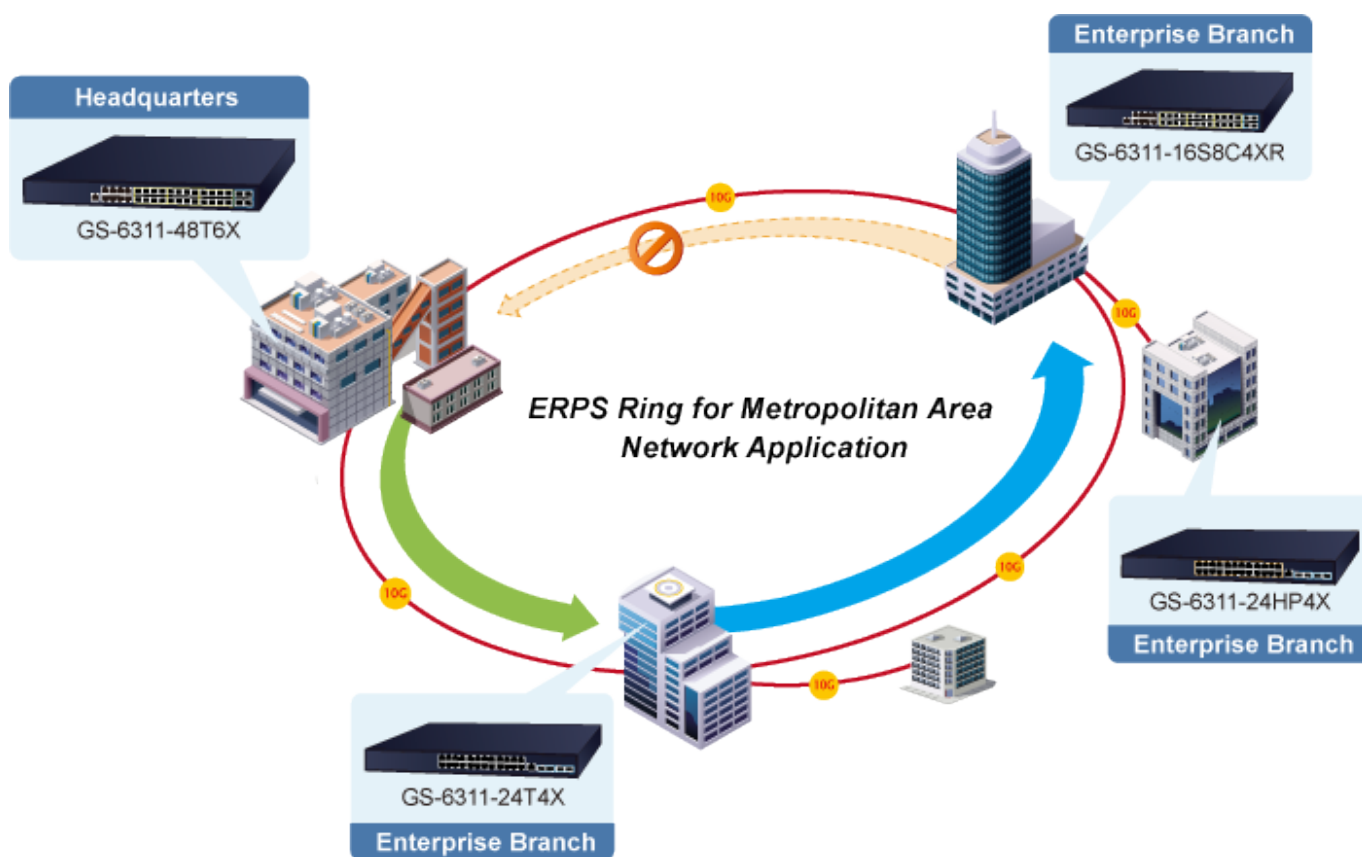 Enterprise Branch
GS-6311-16S8C4XR
Headquarters
GS-6311-48T6X
10G
10G
ERPS Ring for Metropolitan Area
Network Application
10G
10G
10G
GS-6311-24HP4X
Enterprise Branch
GS-6311-24T4X
Enterprise Branch